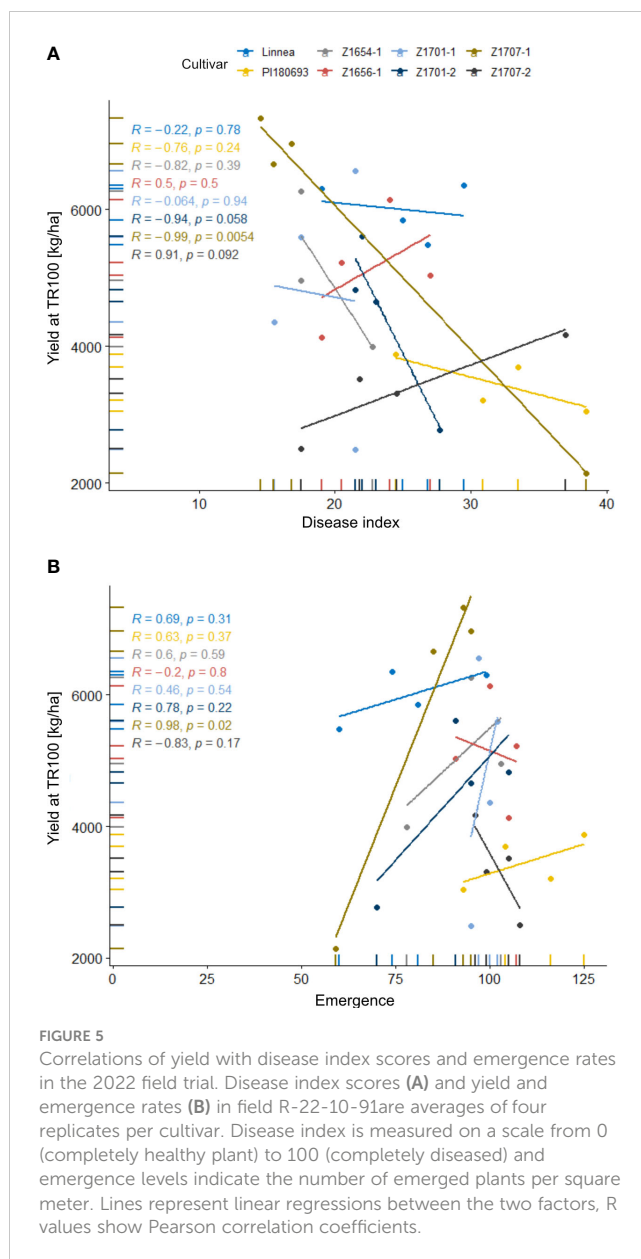 A
Cultivar
Linnea Z1654-1 Z1701-1 Z1707-1
PI180693 Z1656-1 Z1701-2 Z1707-2
R = −0.22, p = 0.78
R = −0.76, p = 0.24
R = −0.82, p = 0.39
R = 0.5, p = 0.5
R = −0.064, p = 0.94
R = −0.94, p = 0.058
R = −0.99, p = 0.0054
R = 0.91, p = 0.092
6000
4000
2000
Yield at TR100 [kg/ha]
10 20 30 40
Disease index
B
R = 0.69, p = 0.31
R = 0.63, p = 0.37
R = 0.6, p = 0.59
R = −0.2, p = 0.8
R = 0.46, p = 0.54
R = 0.78, p = 0.22
R = 0.98, p = 0.02
R = −0.83, p = 0.17
6000
4000
2000
Yield at TR100 [kg/ha]
0 25 50 75 100 125
Emergence
FIGURE 5
Correlations of yield with disease index scores and emergence rates
in the 2022 field trial. Disease index scores (A) and yield and
emergence rates (B) in field R-22-10-91are averages of four
replicates per cultivar. Disease index is measured on a scale from 0
(completely healthy plant) to 100 (completely diseased) and
emergence levels indicate the number of emerged plants per square
meter. Lines represent linear regressions between the two factors, R
values show Pearson correlation coefficients.